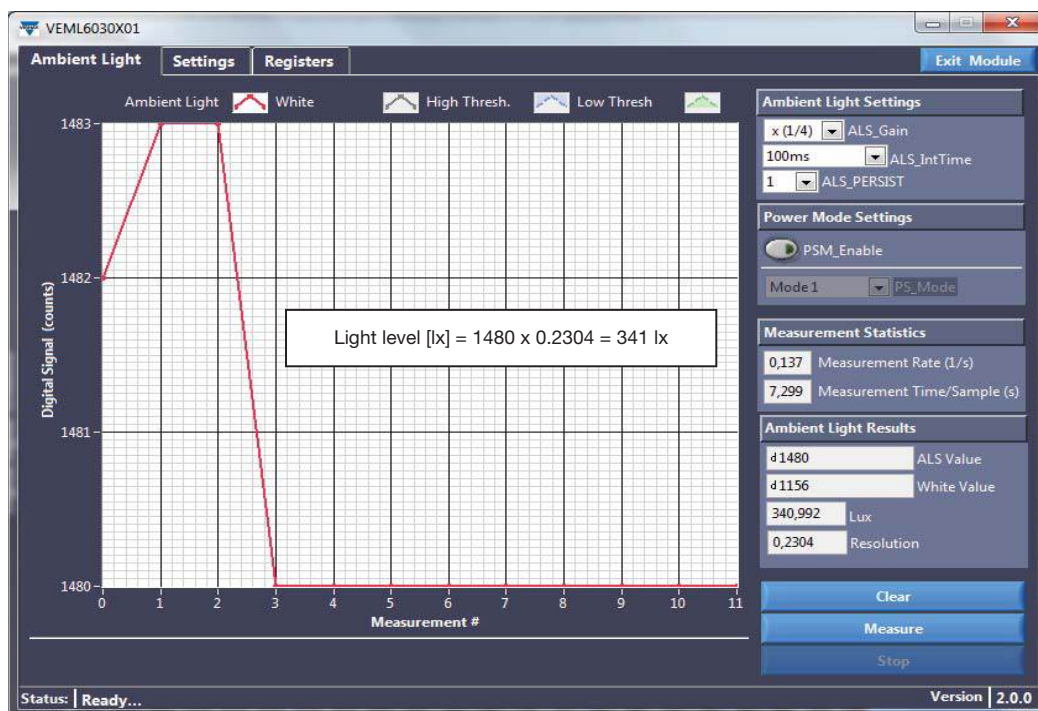 VEML6030X01
Ambient Light Settings Registers Exit Module
Ambient Light White High Thresh. Low Thresh
1483
1482
1481
1480
Digital Signal (counts)
0 1 2 3 4 5 6 7 8 9 10 11
Measurement #
Light level [lx] = 1480 x 0.2304 = 341 lx
Ambient Light Settings
x (1/4) ALS_Gain
100ms ALS_IntTime
1 ALS_PERSIST
Power Mode Settings
PSM_Enable
Mode 1 PS_Mode
Measurement Statistics
0,137 Measurement Rate (1/s)
7,299 Measurement Time/Sample (s)
Ambient Light Results
d 1480 ALS Value
d 1156 White Value
340,992 Lux
0,2304 Resolution
Clear
Measure
Stop
Status: Ready... Version 2.0.0